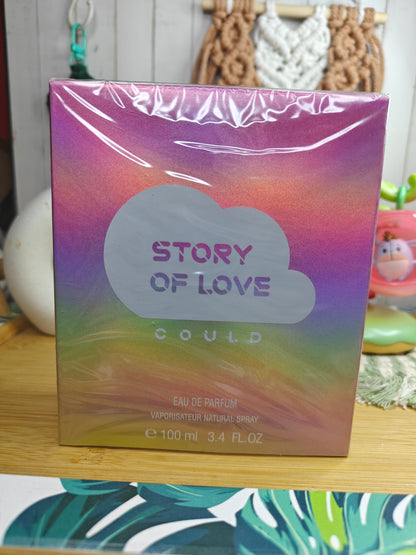 STORY
OF LOVE
COULD
EAU DE PARFUM
VAPORISATEUR NATURAL SPRAY
℮ 100 ml 3.4 FL.OZ